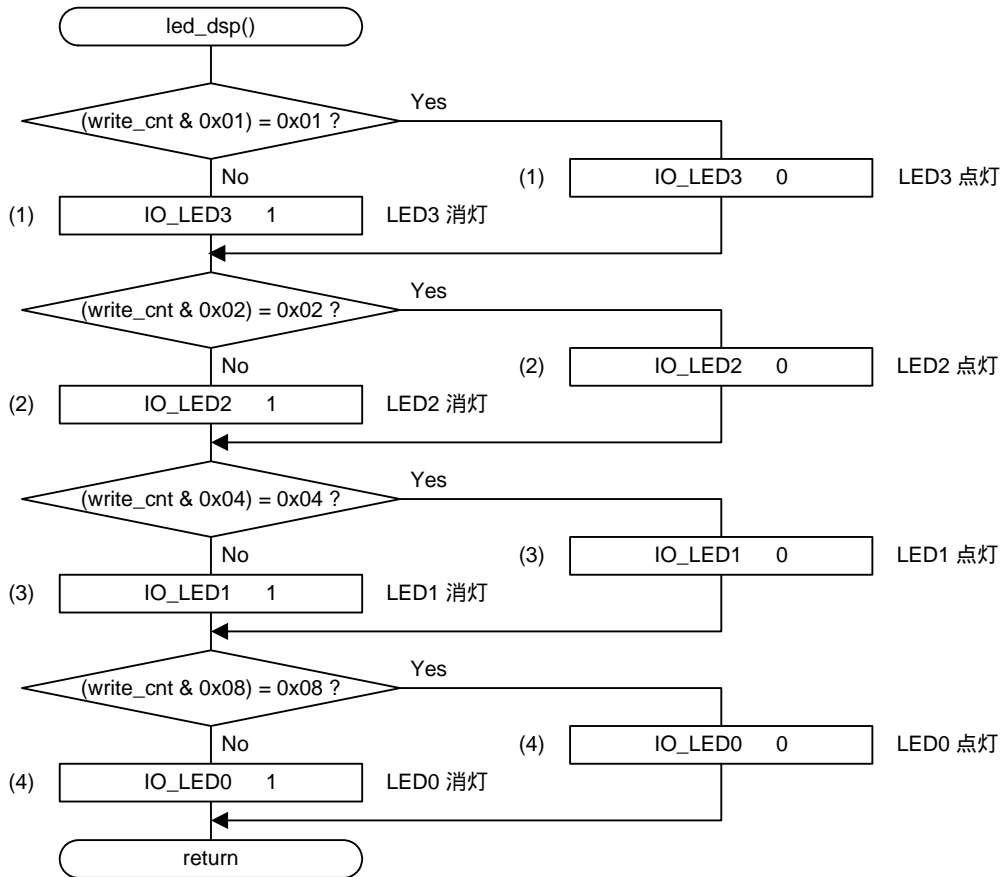 led_dsp()
(write_cnt & 0x01) = 0x01 ?
Yes
No
(1) IO_LED3 0 LED3 点灯
(1) IO_LED3 1 LED3 消灯
(write_cnt & 0x02) = 0x02 ?
Yes
No
(2) IO_LED2 0 LED2 点灯
(2) IO_LED2 1 LED2 消灯
(write_cnt & 0x04) = 0x04 ?
Yes
No
(3) IO_LED1 0 LED1 点灯
(3) IO_LED1 1 LED1 消灯
(write_cnt & 0x08) = 0x08 ?
Yes
No
(4) IO_LED0 0 LED0 点灯
(4) IO_LED0 1 LED0 消灯
return